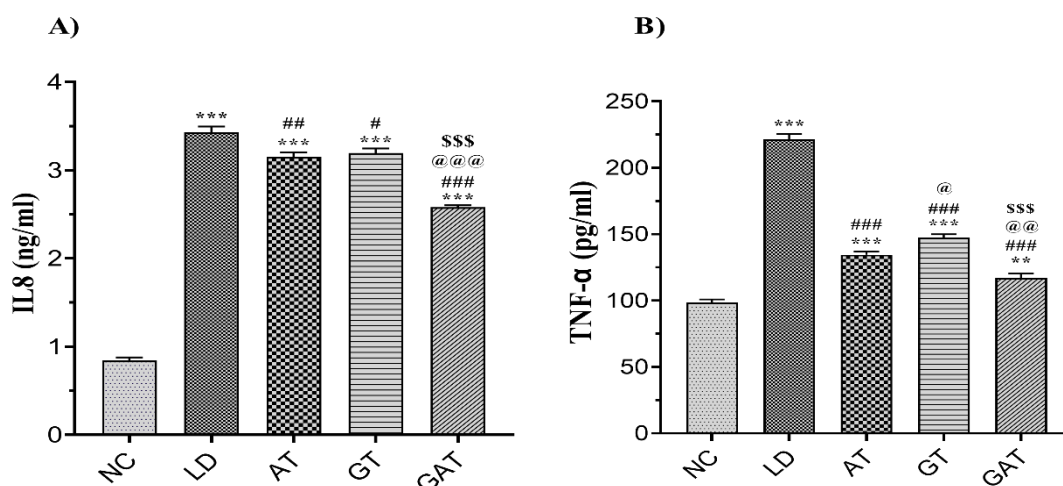 A)
IL8 (ng/ml)
4
3
2
1
0
***
##
***
#
***
$$$
@@@
###
***
NC
LD
AT
GT
GAT
B)
TNF-α (pg/ml)
250
200
150
100
50
0
***
###
***
@
###
***
$$$
@@
###
**
NC
LD
AT
GT
GAT